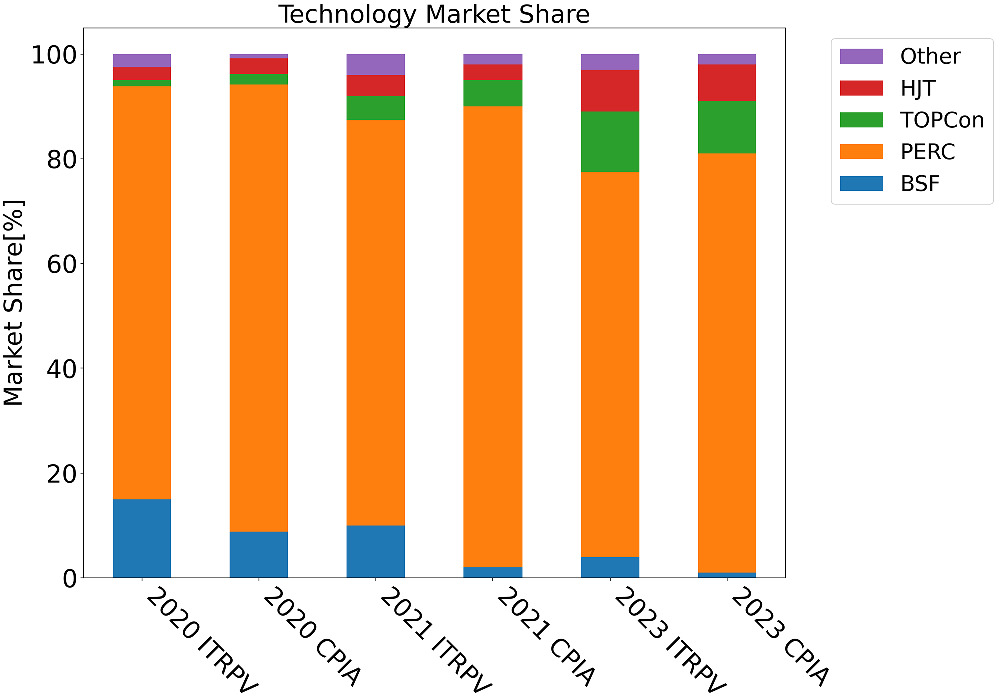 Technology Market Share
Market Share[%]
100
80
60
40
20
0
2020 ITRPV
2020 CPIA
2021 ITRPV
2021 CPIA
2023 ITRPV
2023 CPIA
Other
HJT
TOPCon
PERC
BSF